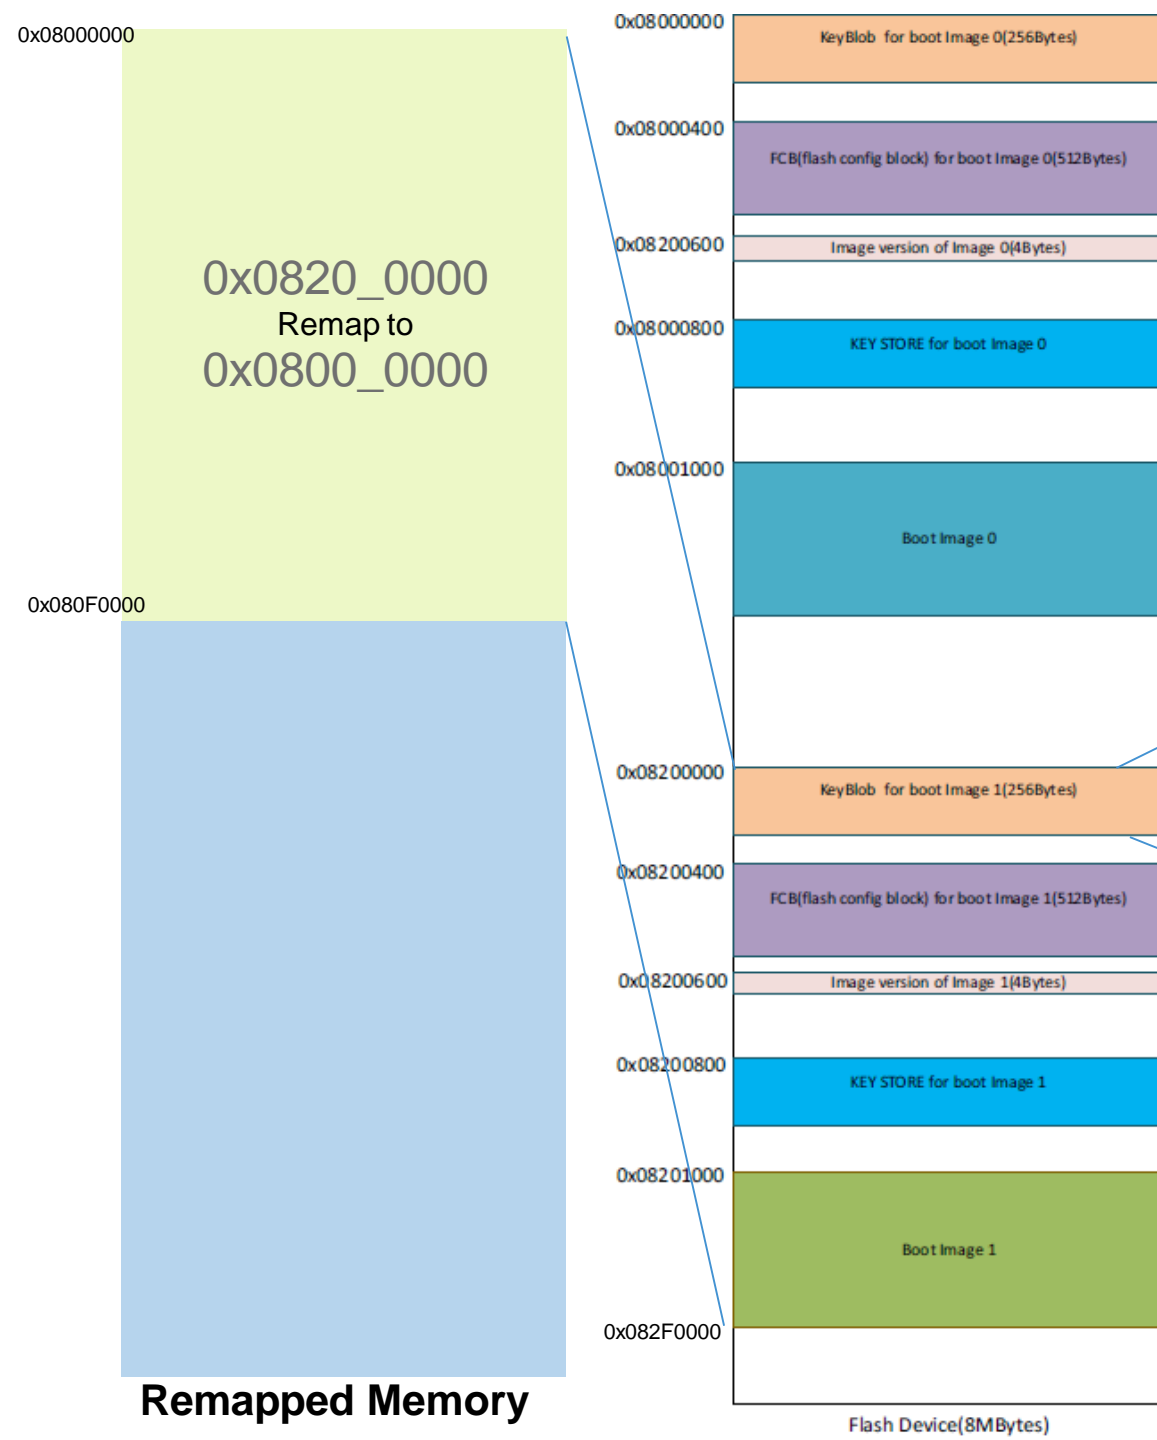 0x08000000
0x0820_0000
Remap to
0x0800_0000
0x080F0000
Remapped Memory
0x08000000
KeyBlob for boot Image 0(256Bytes)
0x08000400
FCB(flash config block) for boot Image 0(512Bytes)
0x08200600
Image version of Image 0(4Bytes)
0x08000800
KEY STORE for boot Image 0
0x08001000
Boot Image 0
0x08200000
KeyBlob for boot Image 1(256Bytes)
0x08200400
FCB(flash config block) for boot Image 1(512Bytes)
0x08200600
Image version of Image 1(4Bytes)
0x08200800
KEY STORE for boot Image 1
0x08201000
Boot Image 1
0x082F0000
Flash Device(8MBytes)